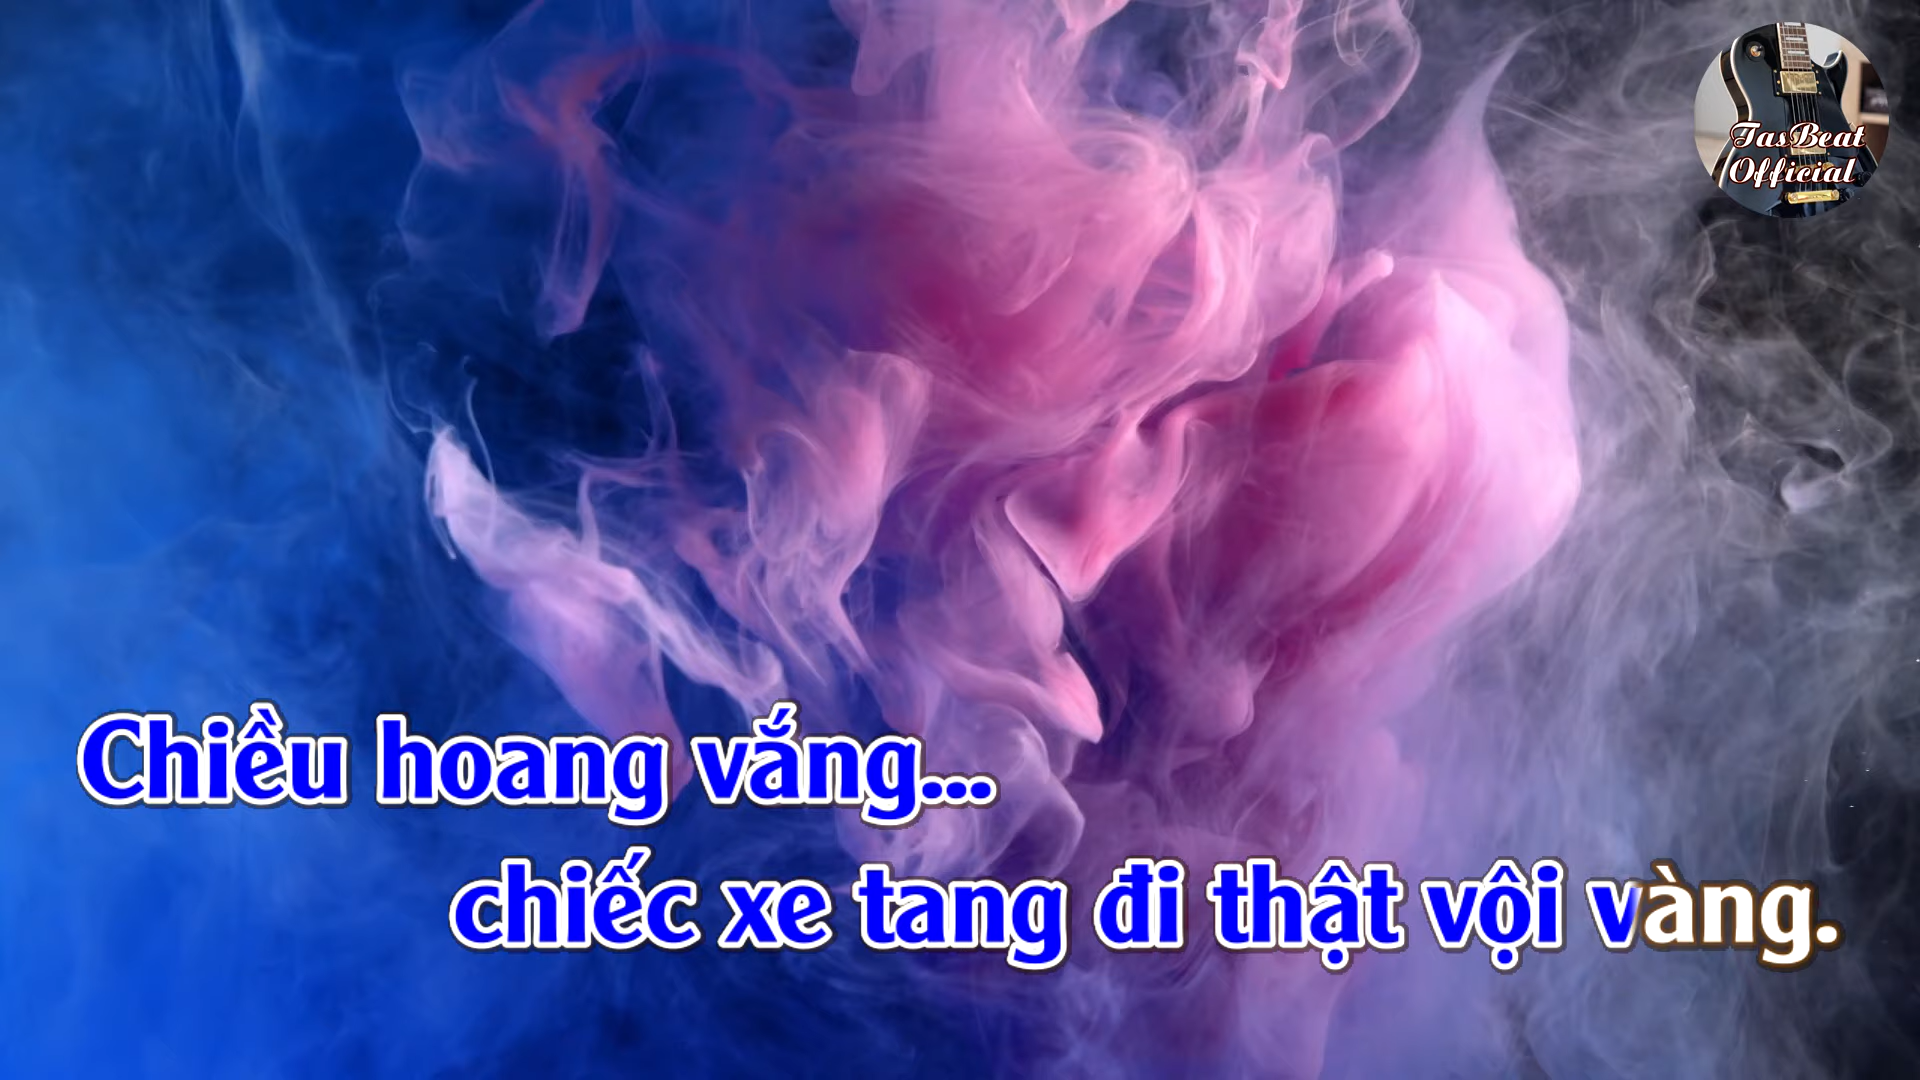 TasBeat
Official
Chiều hoang vắng...
chiếc xe tang đi thật vội vàng.